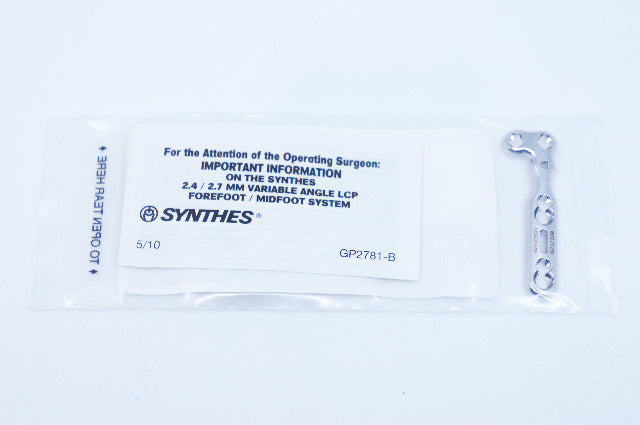 TO OPEN TEAR HERE
For the Attention of the Operating Surgeon:
IMPORTANT INFORMATION
ON THE SYNTHES
2.4 / 2.7 MM VARIABLE ANGLE LCP
FOREFOOT / MIDFOOT SYSTEM
SYNTHES®
5/10
GP2781-B